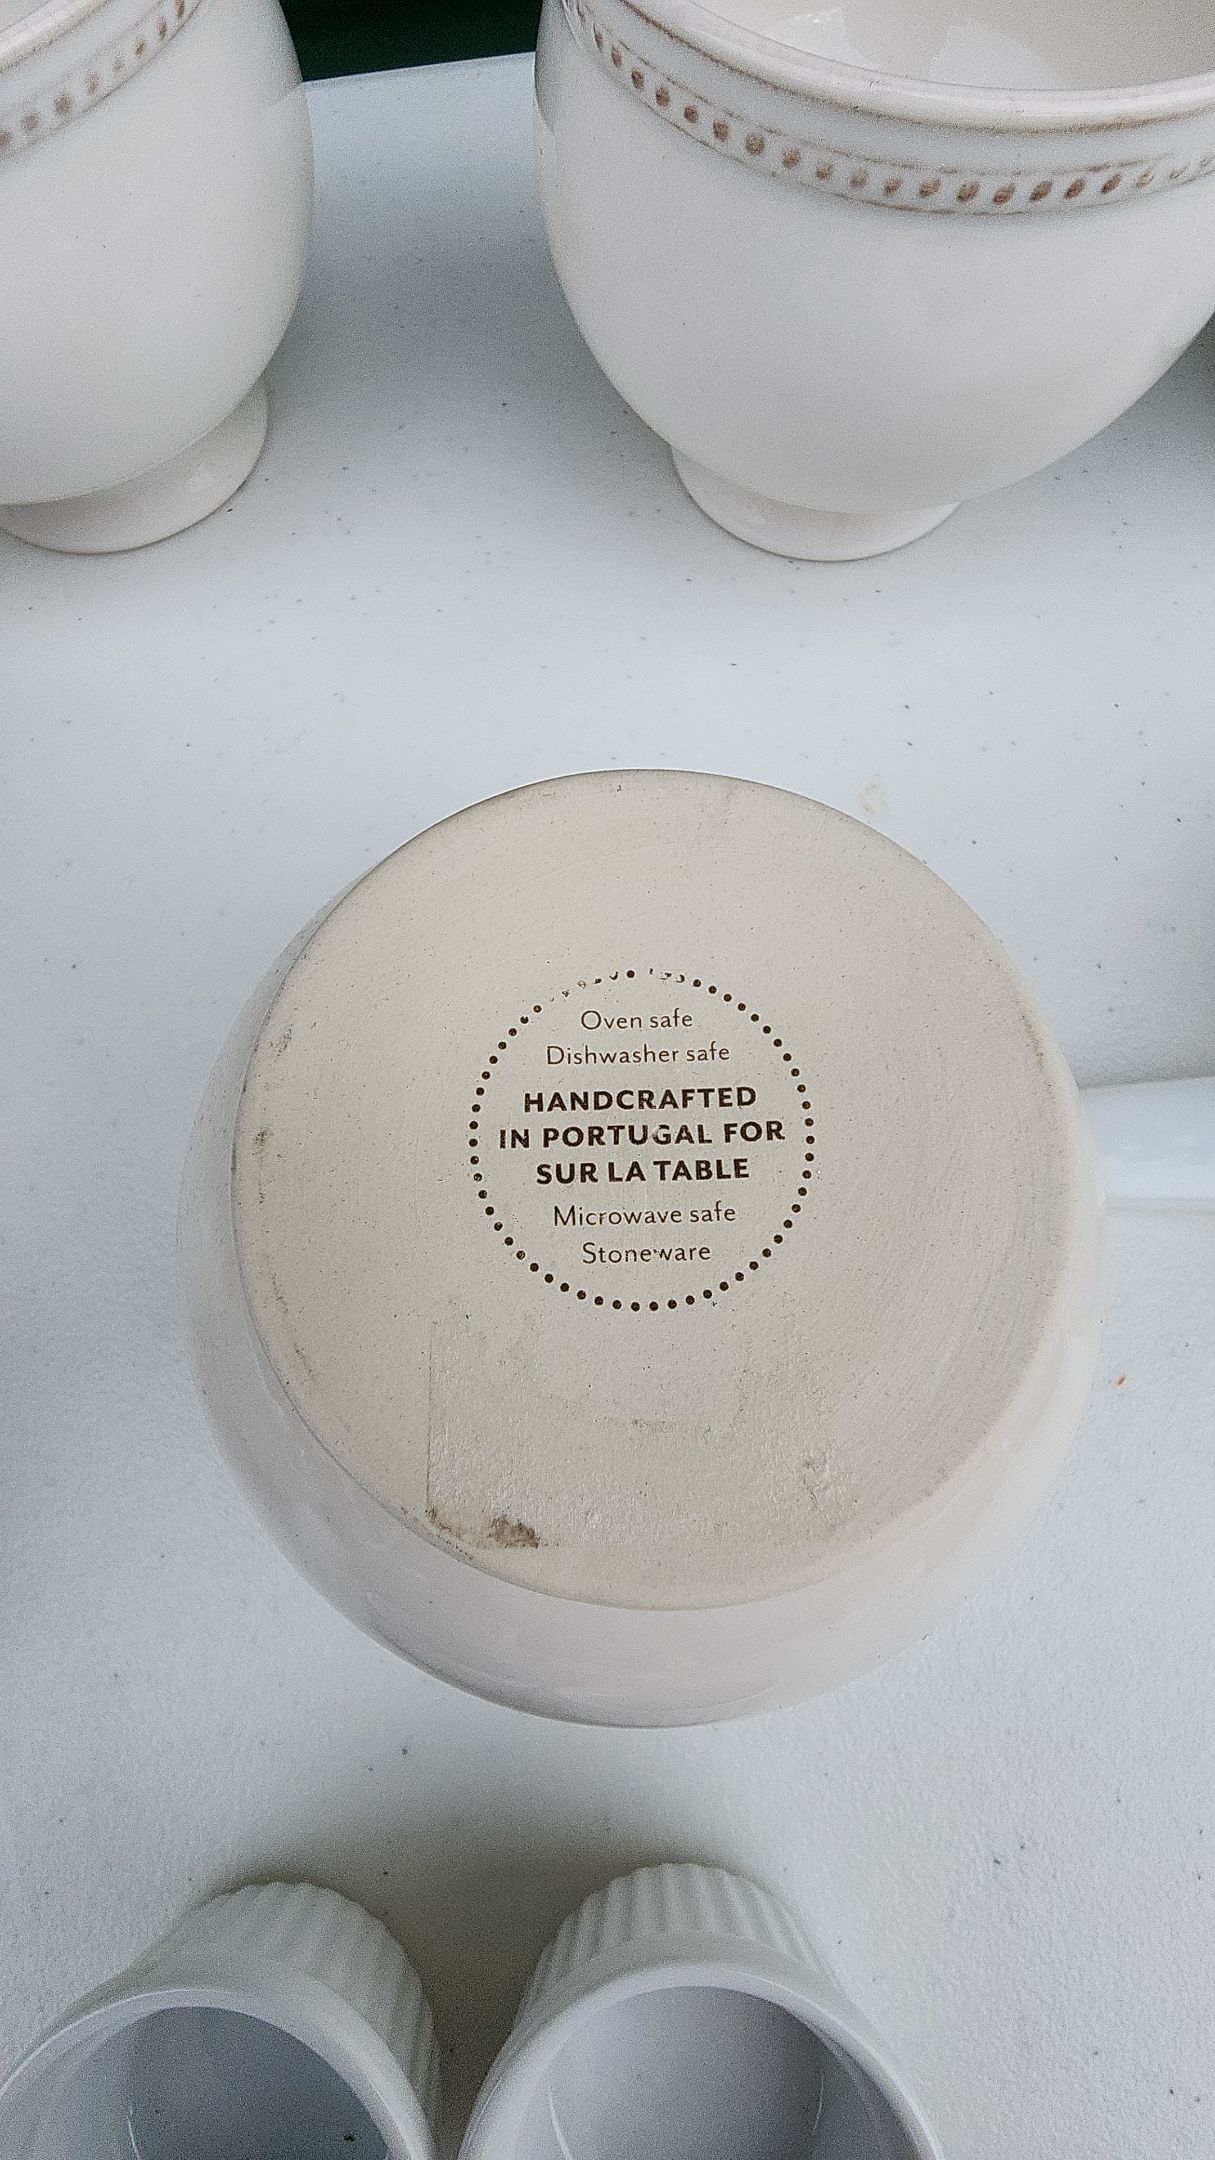 Oven safe
Dishwasher safe
HANDCRAFTED
IN PORTUGAL FOR
SUR LA TABLE
Microwave safe
Stoneware